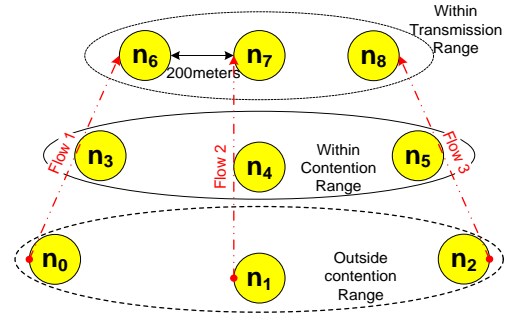 Within
Transmission
Range
n6
n7
n8
200meters
Flow 1
Flow 2
Flow 3
n3
n4
n5
Within
Contention
Range
n0
n1
n2
Outside
contention
Range